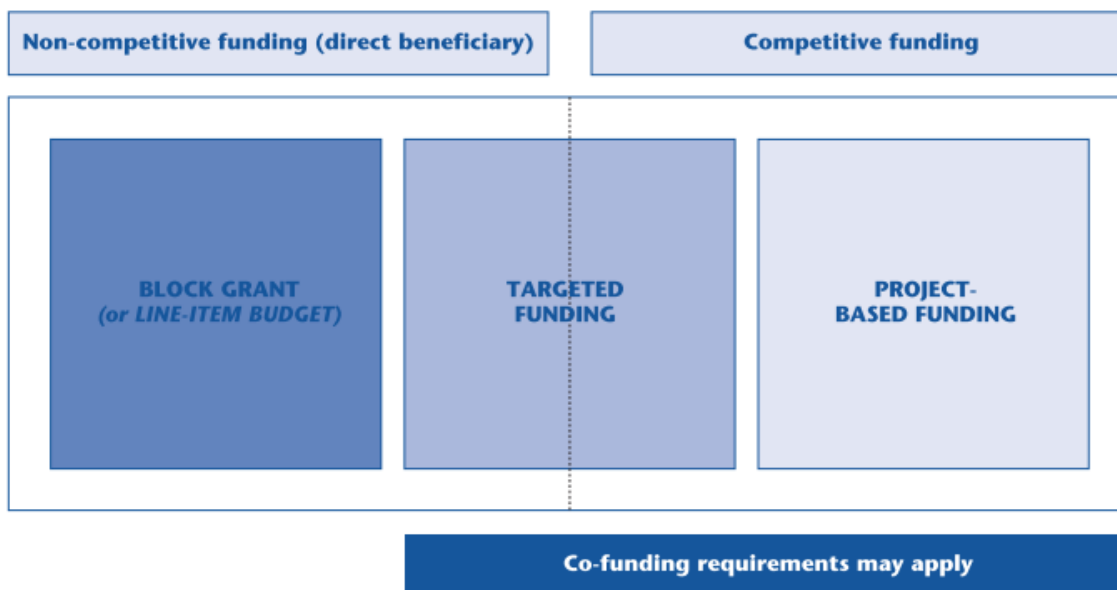 Non-competitive funding (direct beneficiary)
Competitive funding
BLOCK GRANT
(or LINE-ITEM BUDGET)
TARGETED
FUNDING
PROJECT-
BASED FUNDING
Co-funding requirements may apply